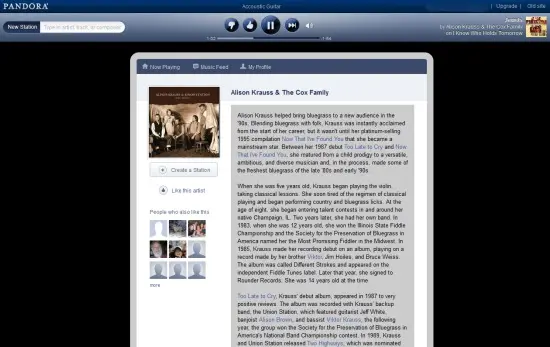 PANDORA
Accoustic Guitar
Upgrade
Old site
New Station
Type in artist, track, or composer
1:02
1:54
Jewels
by Alison Krauss & The Cox Family
on I Know Who Holds Tomorrow
Now Playing
Music Feed
My Profile
Alison Krauss & The Cox Family
Create a Station
Like this artist
People who also like this
more
Alison Krauss helped bring bluegrass to a new audience in the
'90s. Blending bluegrass with folk, Krauss was instantly acclaimed
from the start of her career, but it wasn't until her platinum-selling
1995 compilation Now That I've Found You that she became a
mainstream star. Between her 1987 debut Too Late to Cry and Now
That I've Found You, she matured from a child prodigy to a versatile,
ambitious, and diverse musician and, in the process, made some of
the freshest bluegrass of the late '80s and early '90s.
When she was five years old, Krauss began playing the violin,
taking classical lessons. She soon tired of the regimen of classical
playing and began performing country and bluegrass licks. At the
age of eight, she began entering talent contests in and around her
native Champaign, IL. Two years later, she had her own band. In
1983, when she was 12 years old, she won the Illinois State Fiddle
Championship and the Society for the Preservation of Bluegrass in
America named her the Most Promising Fiddler in the Midwest. In
1985, Krauss made her recording debut on an album, playing on a
record made by her brother Viktor, Jim Hoiles, and Bruce Weiss.
The album was called Different Strokes and appeared on the
independent Fiddle Tunes label. Later that year, she signed to
Rounder Records. She was 14 years old at the time.
Too Late to Cry, Krauss' debut album, appeared in 1987 to very
positive reviews. The album was recorded with Krauss' backup
band, the Union Station, which featured guitarist Jeff White,
banjoist Alison Brown, and bassist Viktor Krauss; the following
year, the group won the Society for the Preservation of Bluegrass in
America's National Band Championship contest. In 1989, Krauss
and Union Station released Two Highways, which was nominated